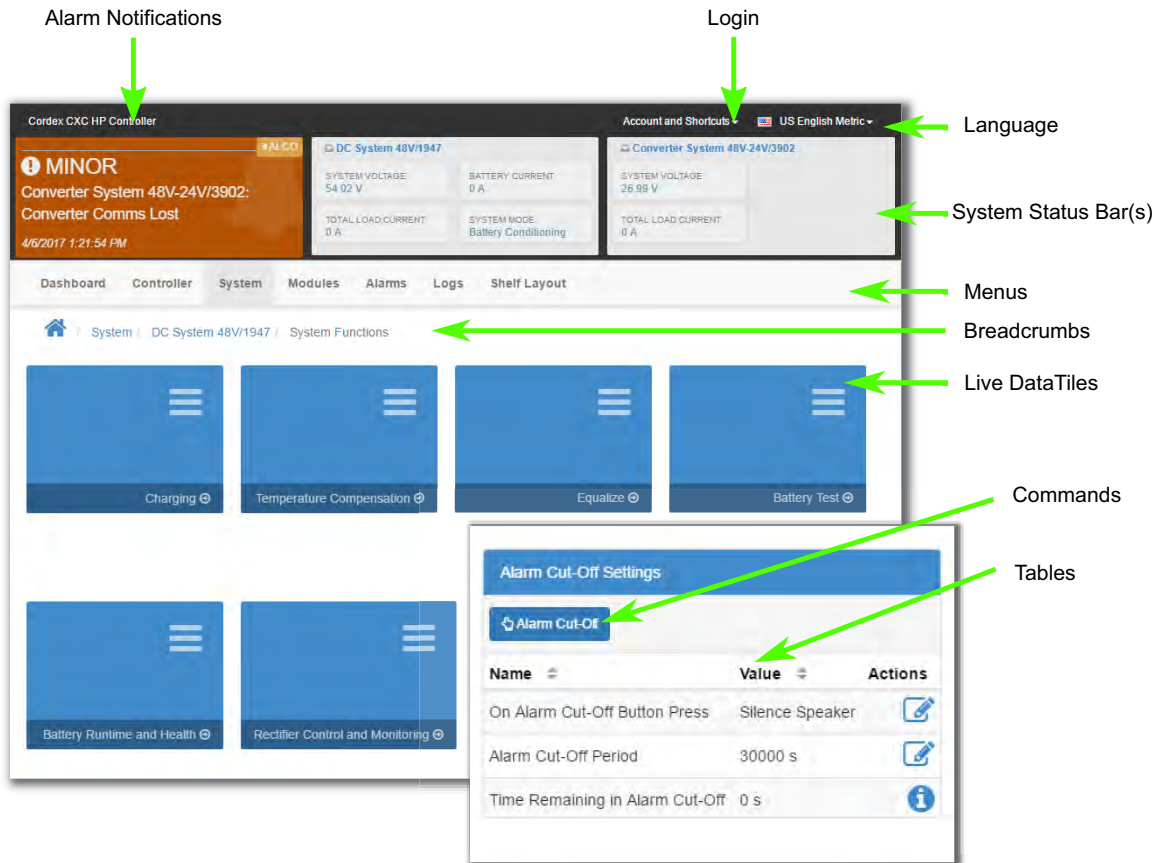 Alarm Notifications
Login
Cordex CXC HP Controller
Account and Shortcuts
US English Metric
Language
ALCO
MINOR
Converter System 48V-24V/3902:
Converter Comms Lost
4/6/2017 1:21:54 PM
DC System 48V/1947
SYSTEM VOLTAGE
54.02 V
BATTERY CURRENT
0 A
TOTAL LOAD CURRENT
0 A
SYSTEM MODE
Battery Conditioning
Converter System 48V-24V/3902
SYSTEM VOLTAGE
26.99 V
TOTAL LOAD CURRENT
0 A
System Status Bar(s)
Dashboard Controller System Modules Alarms Logs Shelf Layout
Menus
/ System / DC System 48V/1947 / System Functions
Breadcrumbs
Live DataTiles
Charging
Temperature Compensation
Equalize
Battery Test
Commands
Tables
Battery Runtime and Health
Rectifier Control and Monitoring
Alarm Cut-Off Settings
Alarm Cut-Off
Name Value Actions
On Alarm Cut-Off Button Press Silence Speaker
Alarm Cut-Off Period 30000 s
Time Remaining in Alarm Cut-Off 0 s